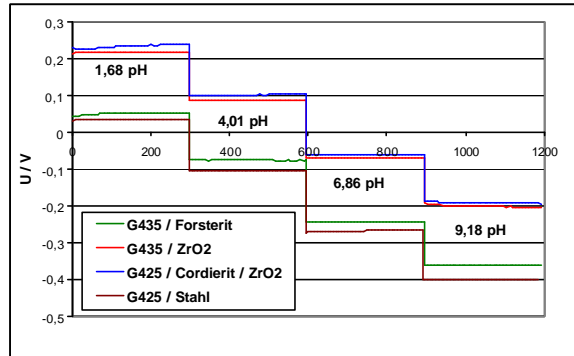 0,3
0,2
1,68 pH
0,1
4,01 pH
0
0 200 400 600 800 1000 1200
-0,1
6,86 pH
U / V
-0,2
9,18 pH
G435 / Forsterit
G435 / ZrO2
G425 / Cordierit / ZrO2
G425 / Stahl
-0,3
-0,4
-0,5